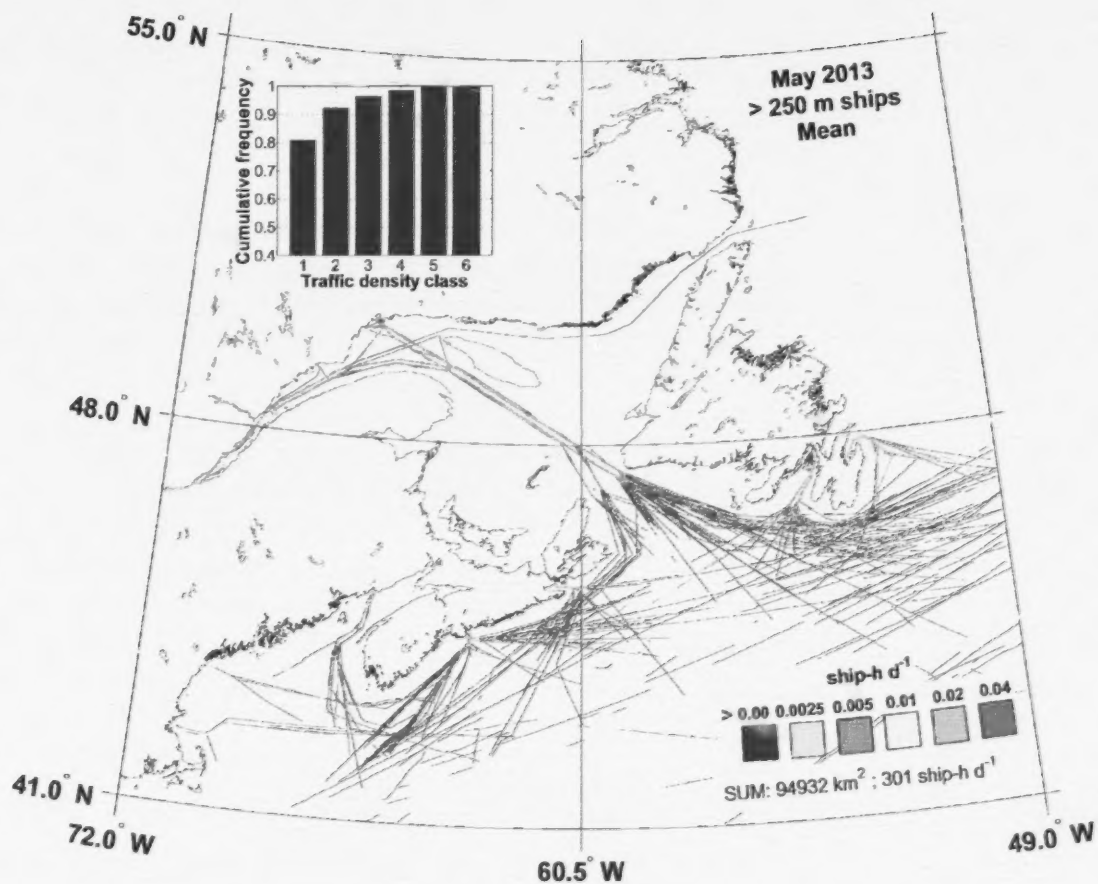 55.0° N
May 2013
> 250 m ships
Mean
Cumulative frequency
1
0.9
0.8
0.7
0.6
0.5
0.4
1 2 3 4 5 6
Traffic density class
48.0° N
ship-h d-1
> 0.00 0.0025 0.005 0.01 0.02 0.04
SUM: 94932 km2 ; 301 ship-h d-1
41.0° N
72.0° W
60.5° W
49.0° W